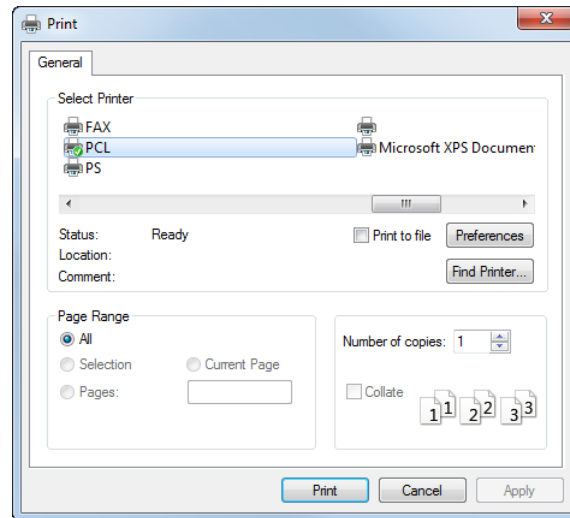 Print
General
Select Printer
FAX
PCL
Microsoft XPS Documen
PS
Status: Ready
Print to file
Preferences
Location:
Comment:
Find Printer...
Page Range
All
Selection
Current Page
Pages:
Number of copies: 1
Collate
1 1 2 2 3 3
Print
Cancel
Apply